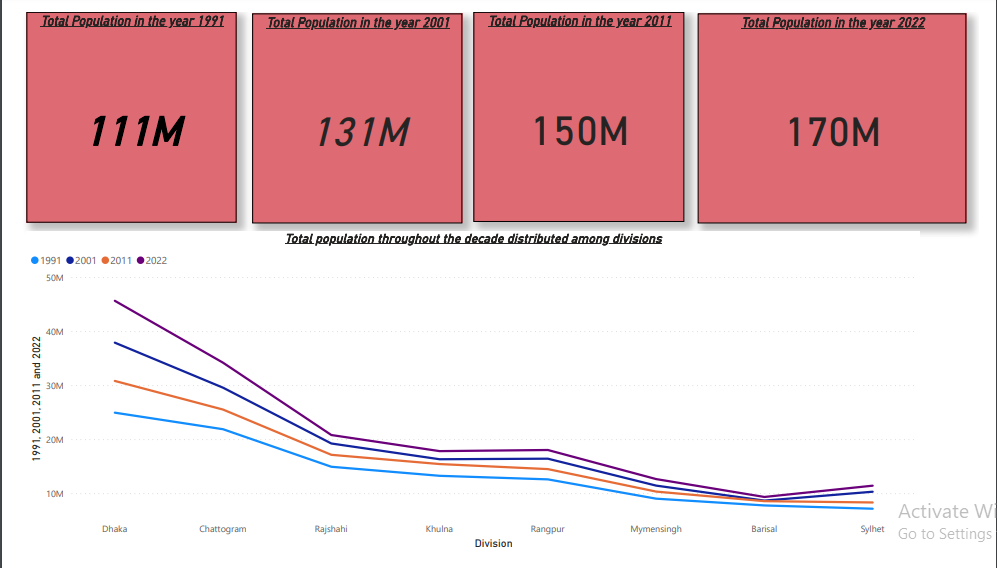 Total Population in the year 1991
Total Population in the year 2001
Total Population in the year 2011
Total Population in the year 2022
111M
131M
150M
170M
Total population throughout the decade distributed among divisions
1991 2001 2011 2022
50M
40M
30M
20M
10M
1991, 2001, 2011 and 2022
Dhaka Chattogram Rajshahi Khulna Rangpur Mymensingh Barisal Sylhet
Division
Activate Wi
Go to Settings